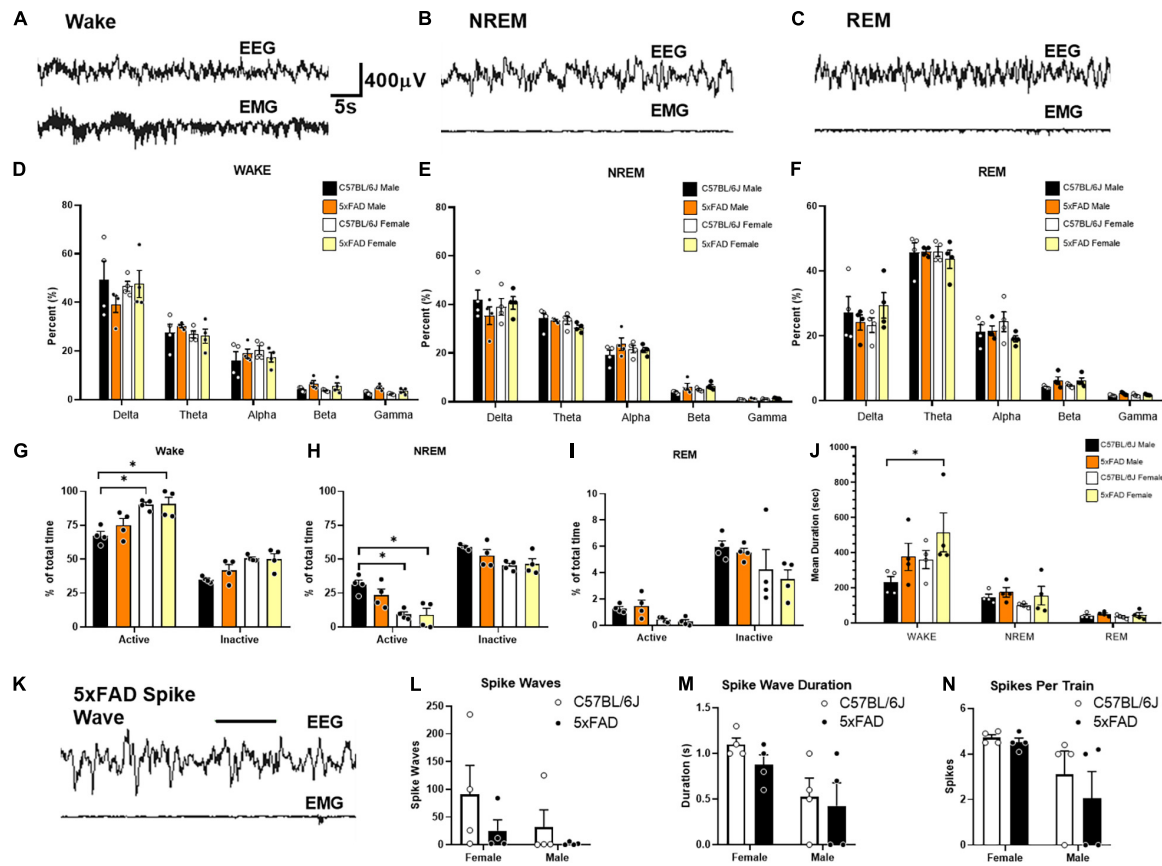 A Wake
EEG
EMG
400μV
5s
B NREM
EEG
EMG
C REM
EEG
EMG
D WAKE
C57BL/6J Male
5xFAD Male
C57BL/6J Female
5xFAD Female
Percent (%)
80
60
40
20
0
Delta Theta Alpha Beta Gamma
E NREM
C57BL/6J Male
5xFAD Male
C57BL/6J Female
5xFAD Female
Percent (%)
80
60
40
20
0
Delta Theta Alpha Beta Gamma
F REM
C57BL/6J Male
5xFAD Male
C57BL/6J Female
5xFAD Female
Percent (%)
60
40
20
0
Delta Theta Alpha Beta Gamma
G Wake
% of total time
100
75
50
25
0
* 
*
Active Inactive
H NREM
% of total time
100
75
50
25
0
*
*
Active Inactive
I REM
% of total time
10
8
6
4
2
0
Active Inactive
J
C57BL/6J Male
5xFAD Male
C57BL/6J Female
5xFAD Female
Mean Duration (sec)
1000
900
800
700
600
500
400
300
200
100
0
*
WAKE NREM REM
K 5xFAD Spike
Wave
EEG
EMG
L Spike Waves
C57BL/6J
5xFAD
Spike Waves
250
200
150
100
50
0
Female Male
M Spike Wave Duration
C57BL/6J
5xFAD
Duration (s)
1.5
1.0
0.5
0.0
Female Male
N Spikes Per Train
C57BL/6J
5xFAD
Spikes
6
4
2
0
Female Male